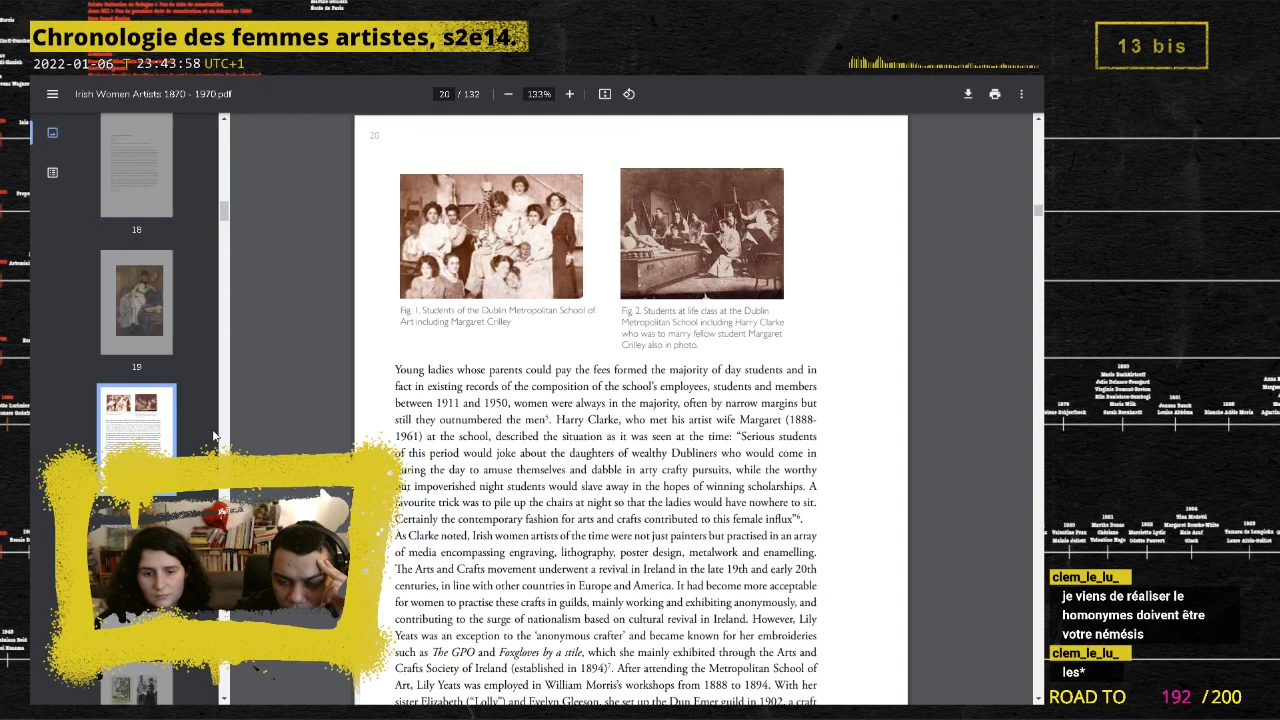 Chronologie des femmes artistes, s2e14.
2022-01-06 T 23:43:58 UTC+1
13 bis
Irish Women Artists 1870 - 1970.pdf
20 / 132
133%
18
19
20
Fig. 1. Students of the Dublin Metropolitan School of
Art including Margaret Crilley
Fig. 2. Students at life class at the Dublin
Metropolitan School including Harry Clarke
who was to marry fellow student Margaret
Crilley also in photo.
Young ladies whose parents could pay the fees formed the majority of day students and in
fact in existing records of the composition of the school's employees, students and members
between 1911 and 1950, women were always in the majority, often by narrow margins but
still they outnumbered the men⁵. Harry Clarke, who met his artist wife Margaret (1888-
1961) at the school, described the situation as it was seen at the time: “Serious students
of this period would joke about the daughters of wealthy Dubliners who would come in
during the day to amuse themselves and dabble in arty crafty pursuits, while the worthy
but impoverished night students would slave away in the hopes of winning scholarships. A
favourite trick was to pile up the chairs at night so that the ladies would have nowhere to sit.
Certainly the contemporary fashion for arts and crafts contributed to this female influx”⁶.
As Clarke noted, Irish women artists of the time were not just painters but practised in an array
of media encompassing engraving, lithography, poster design, metalwork and enamelling.
The Arts and Crafts movement underwent a revival in Ireland in the late 19th and early 20th
centuries, in line with other countries in Europe and America. It had become more acceptable
for women to practise these crafts in guilds, mainly working and exhibiting anonymously, and
contributing to the surge of nationalism based on cultural revival in Ireland. However, Lily
Yeats was an exception to the ‘anonymous crafter’ and became known for her embroideries
such as The GPO and Foxgloves by a stile, which she mainly exhibited through the Arts and
Crafts Society of Ireland (established in 1894)⁷. After attending the Metropolitan School of
Art, Lily Yeats was employed in William Morris's workshops from 1888 to 1894. With her
sister Elizabeth (“Lolly”) and Evelyn Gleeson, she set up the Dun Emer guild in 1902, a craft
clem_le_lu_
je viens de réaliser le
homonymes doivent être
votre némésis
clem_le_lu_
les*
ROAD TO 192 / 200